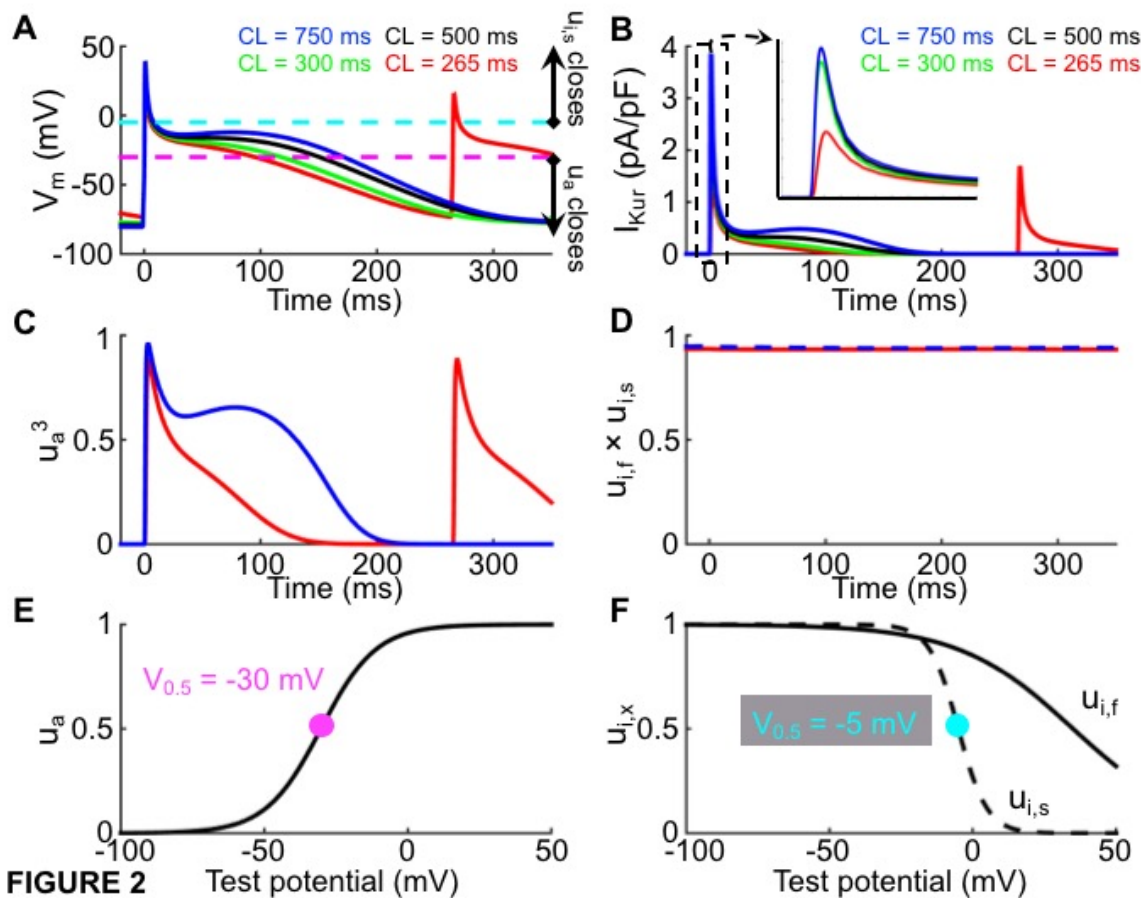 A
CL = 750 ms CL = 500 ms
CL = 300 ms CL = 265 ms
50
0
-50
-100
V_m (mV)
0 100 200 300
Time (ms)
u_i,s closes
u_a closes
B
CL = 750 ms CL = 500 ms
CL = 300 ms CL = 265 ms
4
3
2
1
0
I_Kur (pA/pF)
0 100 200 300
Time (ms)
C
1
0.5
0
u_a^3
0 100 200 300
Time (ms)
D
1
0.5
0
u_i,f × u_i,s
0 100 200 300
Time (ms)
E
1
0.5
0
u_a
V_0.5 = -30 mV
-100 -50 0 50
Test potential (mV)
F
1
0.5
0
u_i,x
V_0.5 = -5 mV
u_i,f
u_i,s
-100 -50 0 50
Test potential (mV)
FIGURE 2